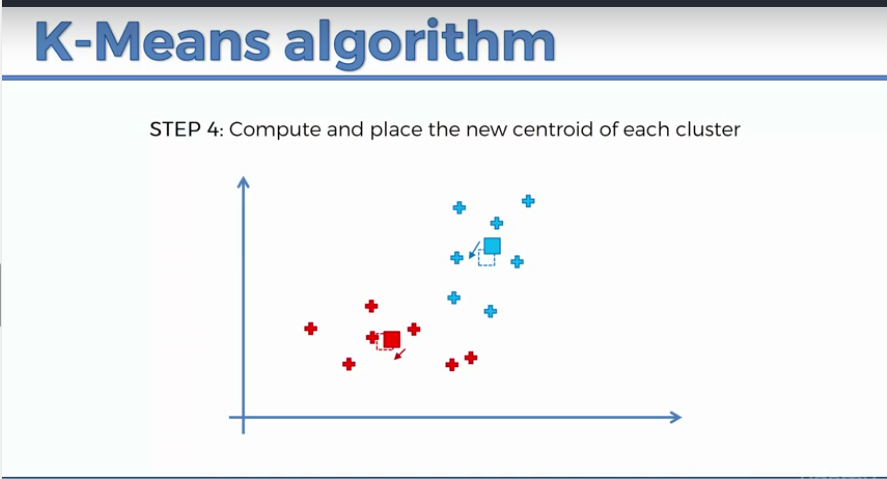 K-Means algorithm
STEP 4: Compute and place the new centroid of each cluster